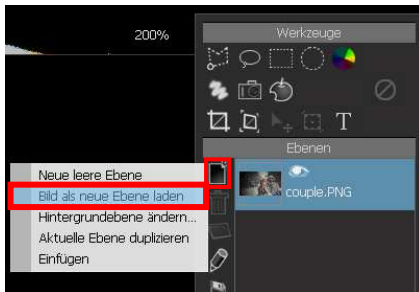 200%
Werkzeuge
T
Ebenen
couple.PNG
Neue leere Ebene
Bild als neue Ebene laden
Hintergrundebene ändern...
Aktuelle Ebene duplizieren
Einfügen